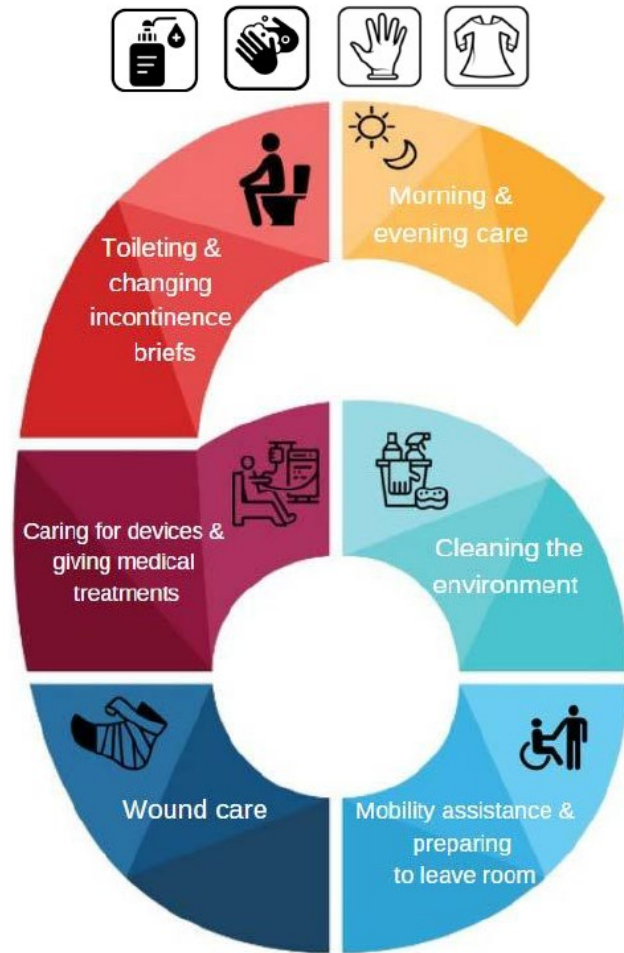 Morning &
evening care
Toileting &
changing
incontinence
briefs
Caring for devices &
giving medical
treatments
Cleaning the
environment
Wound care
Mobility assistance &
preparing
to leave room